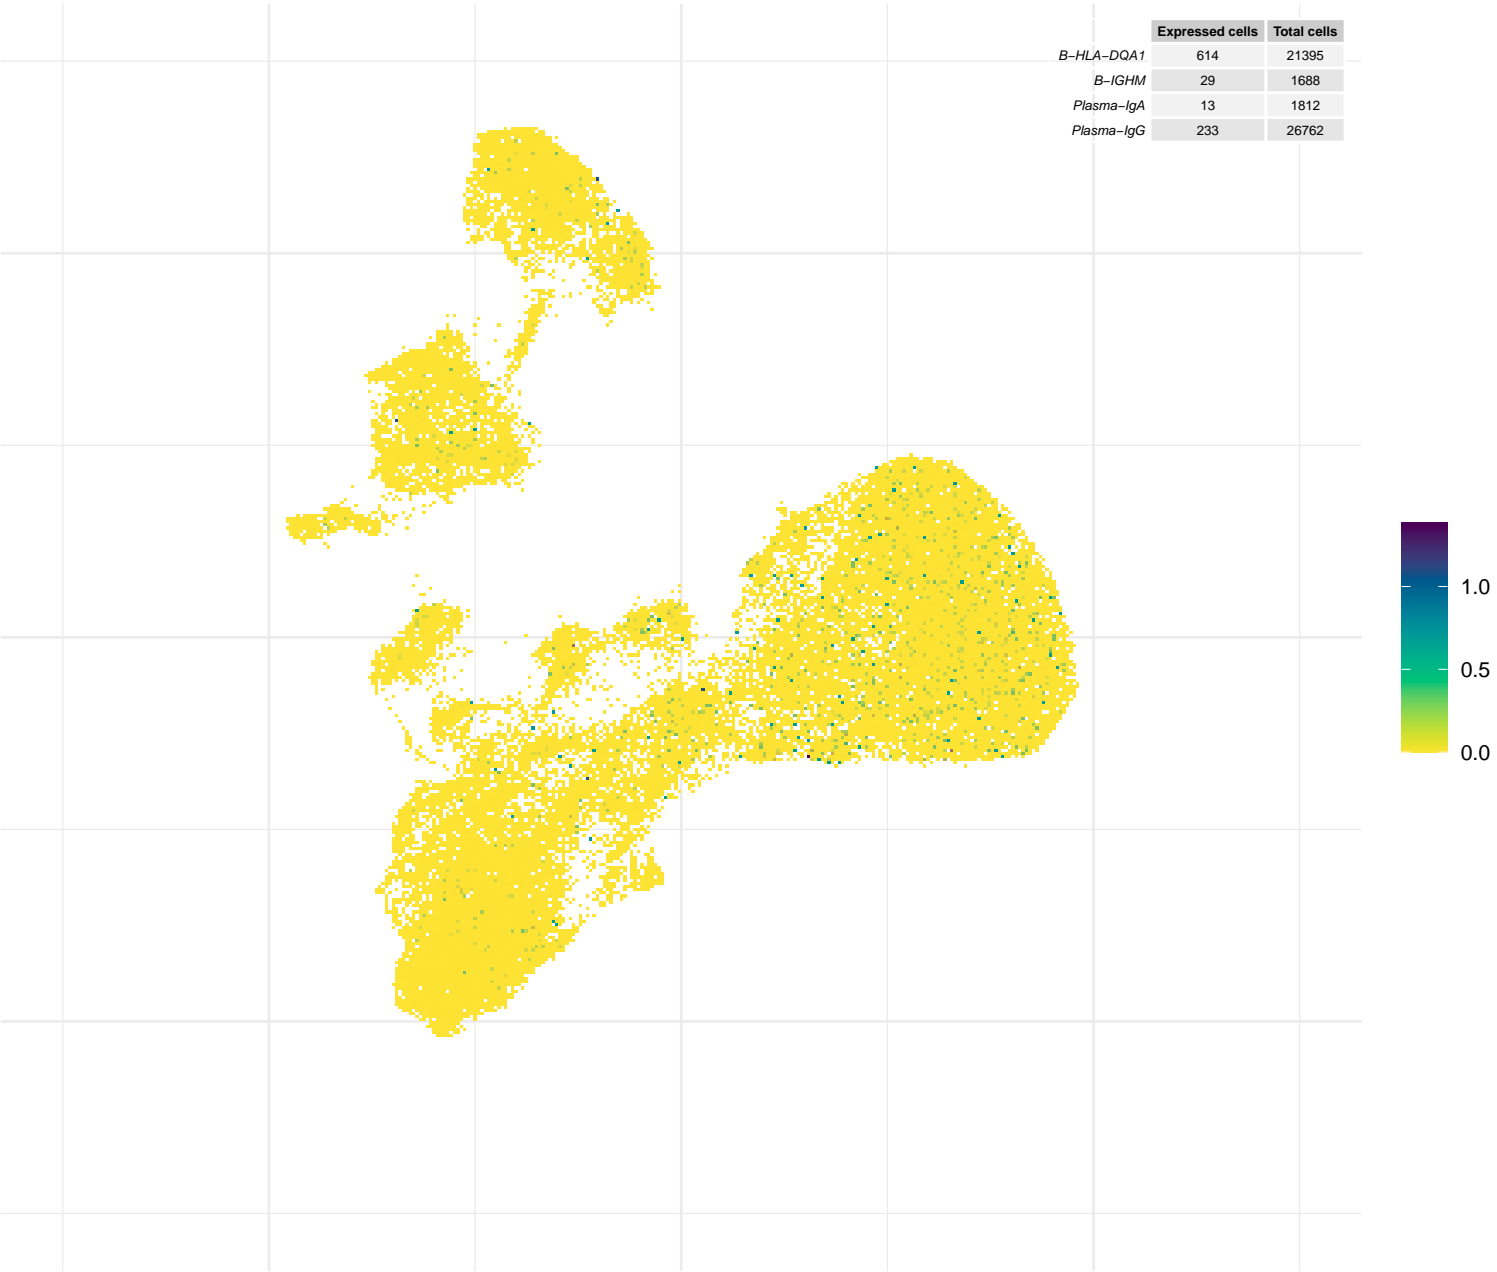 Expressed cells Total cells
B−HLA−DQA1 614 21395
B−IGHM 29 1688
Plasma−IgA 13 1812
Plasma−IgG 233 26762
1.0
0.5
0.0